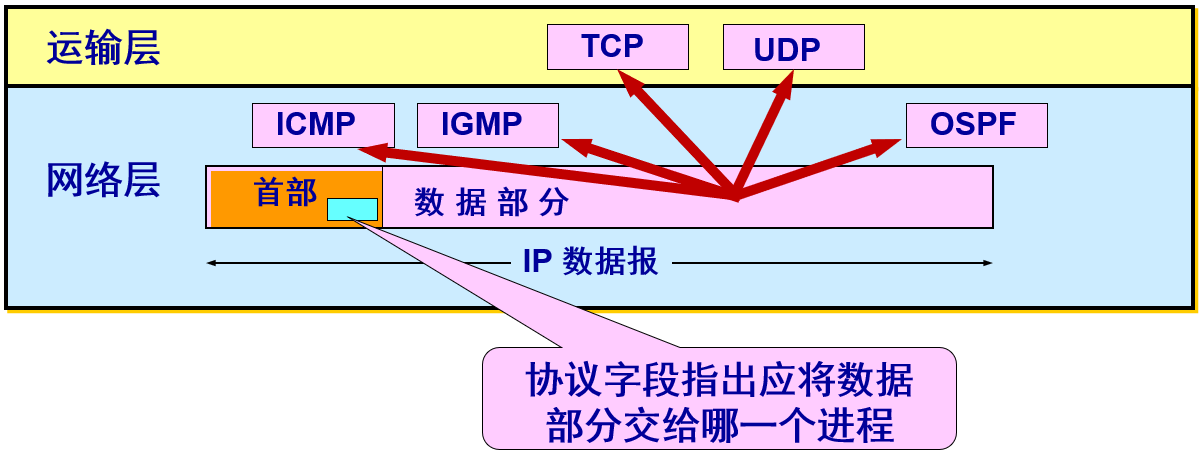 运输层
TCP
UDP
ICMP
IGMP
OSPF
网络层
首部
数据部分
IP 数据报
协议字段指出应将数据
部分交给哪一个进程